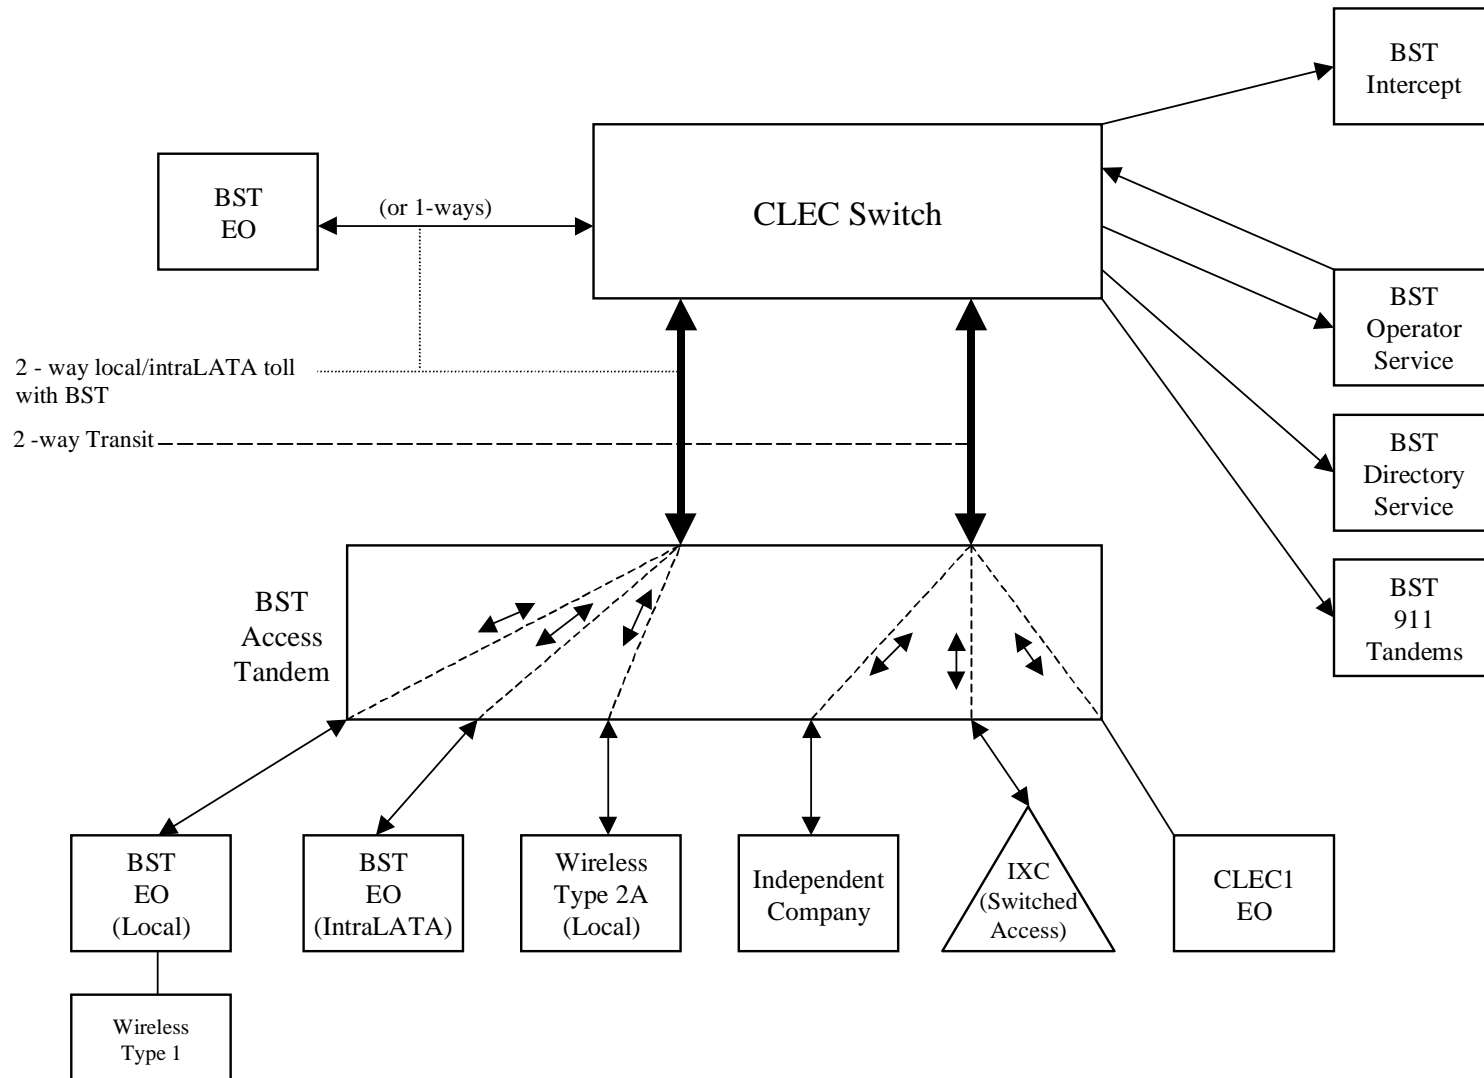 BST
Intercept
CLEC Switch
BST
EO
(or 1-ways)
BST
Operator
Service
2 - way local/intraLATA toll
with BST
2 -way Transit
BST
Directory
Service
BST
911
Tandems
BST
Access
Tandem
BST
EO
(Local)
BST
EO
(IntraLATA)
Wireless
Type 2A
(Local)
Independent
Company
IXC
(Switched
Access)
CLEC1
EO
Wireless
Type 1